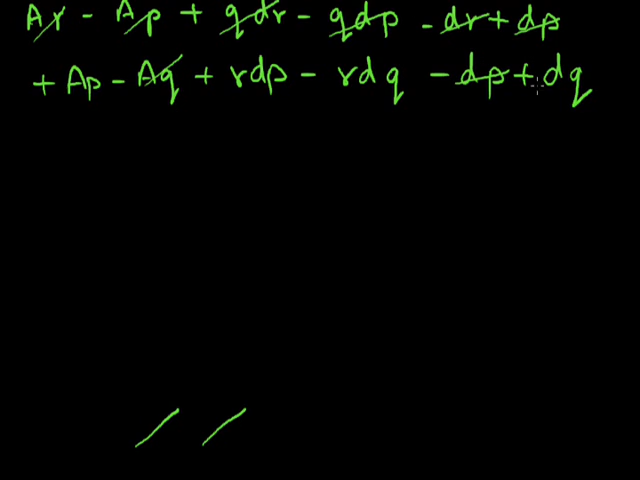 Ar - Ap + qdr - qdp - dr + dp
+ Ap - Aq + rdp - rdq - dp + dq